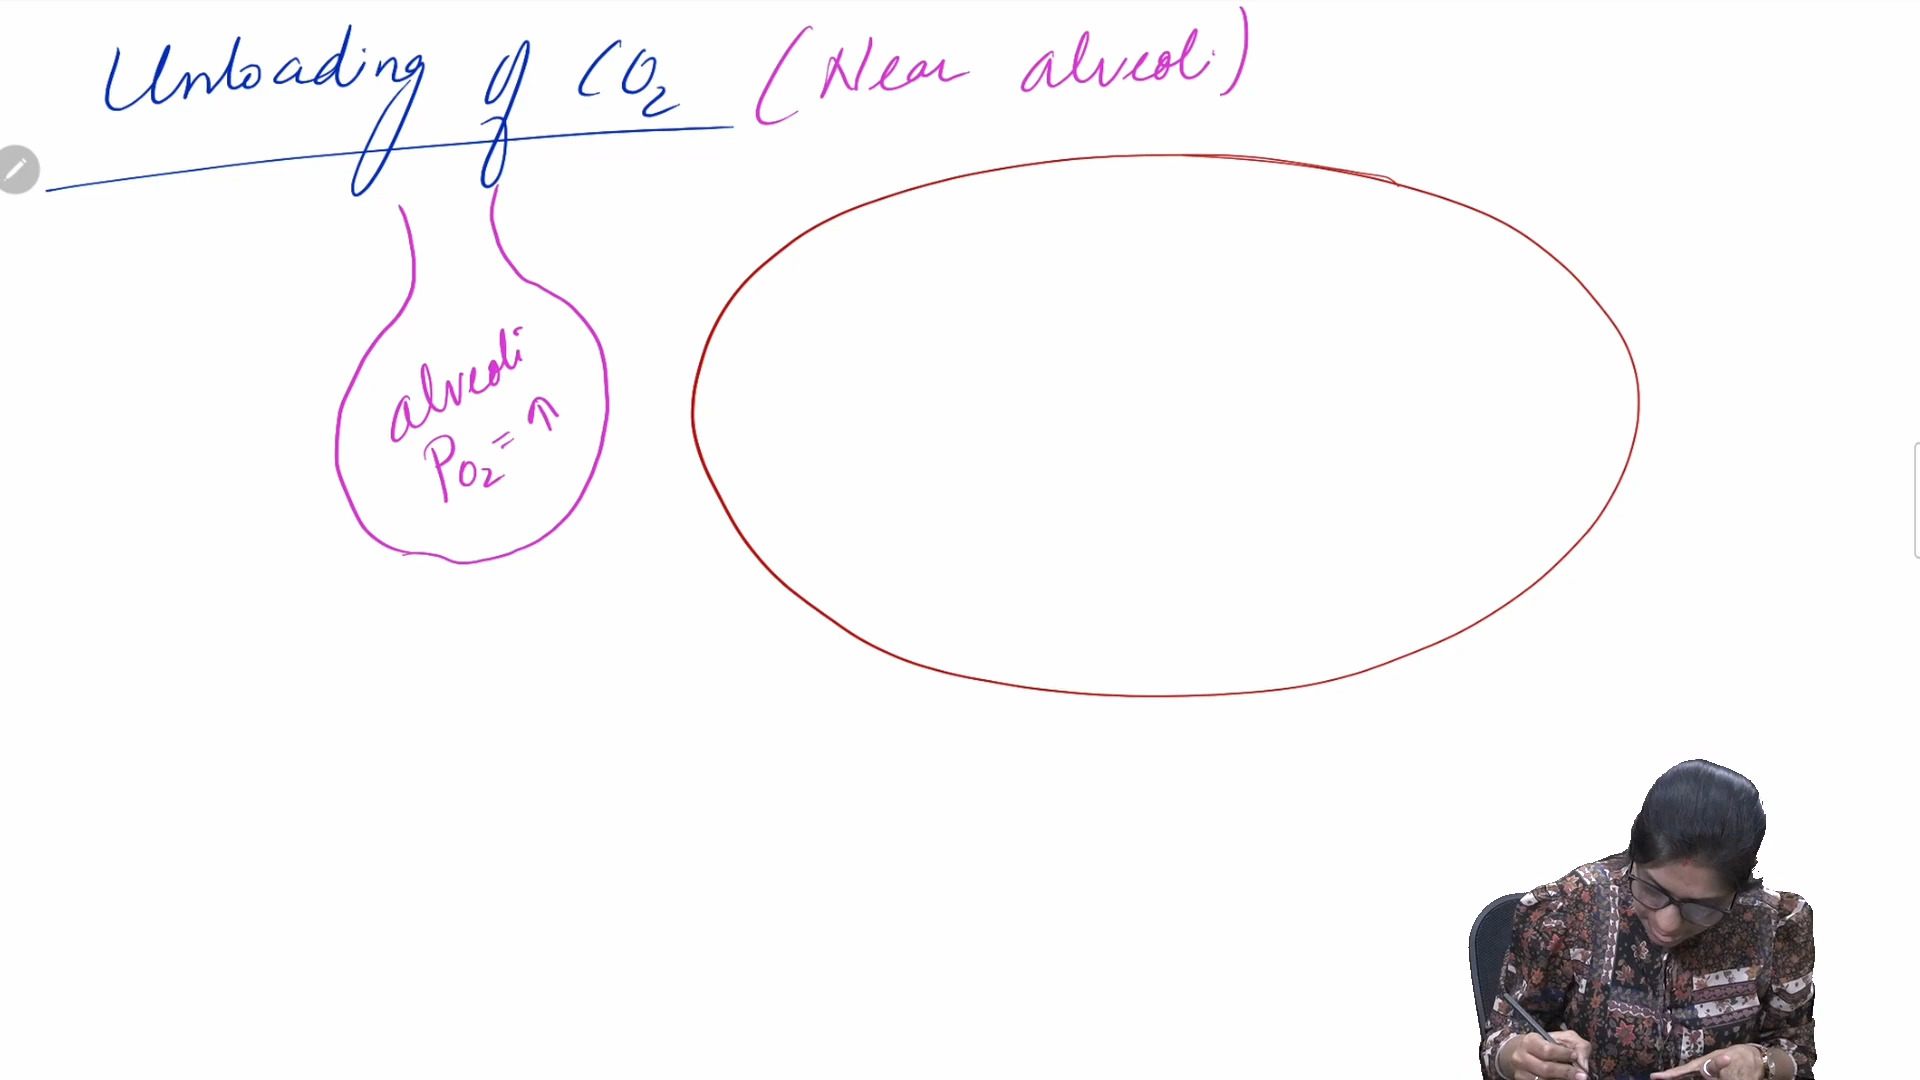 Unloading of CO₂ (Near alveoli)
alveoli
PO₂ = ↑